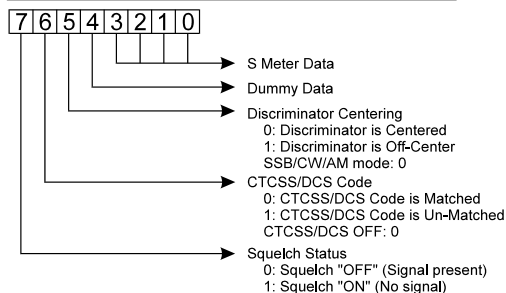 7 6 5 4 3 2 1 0
S Meter Data
Dummy Data
Discriminator Centering
0: Discriminator is Centered
1: Discriminator is Off-Center
SSB/CW/AM mode: 0
CTCSS/DCS Code
0: CTCSS/DCS Code is Matched
1: CTCSS/DCS Code is Un-Matched
CTCSS/DCS OFF: 0
Squelch Status
0: Squelch "OFF" (Signal present)
1: Squelch "ON" (No signal)